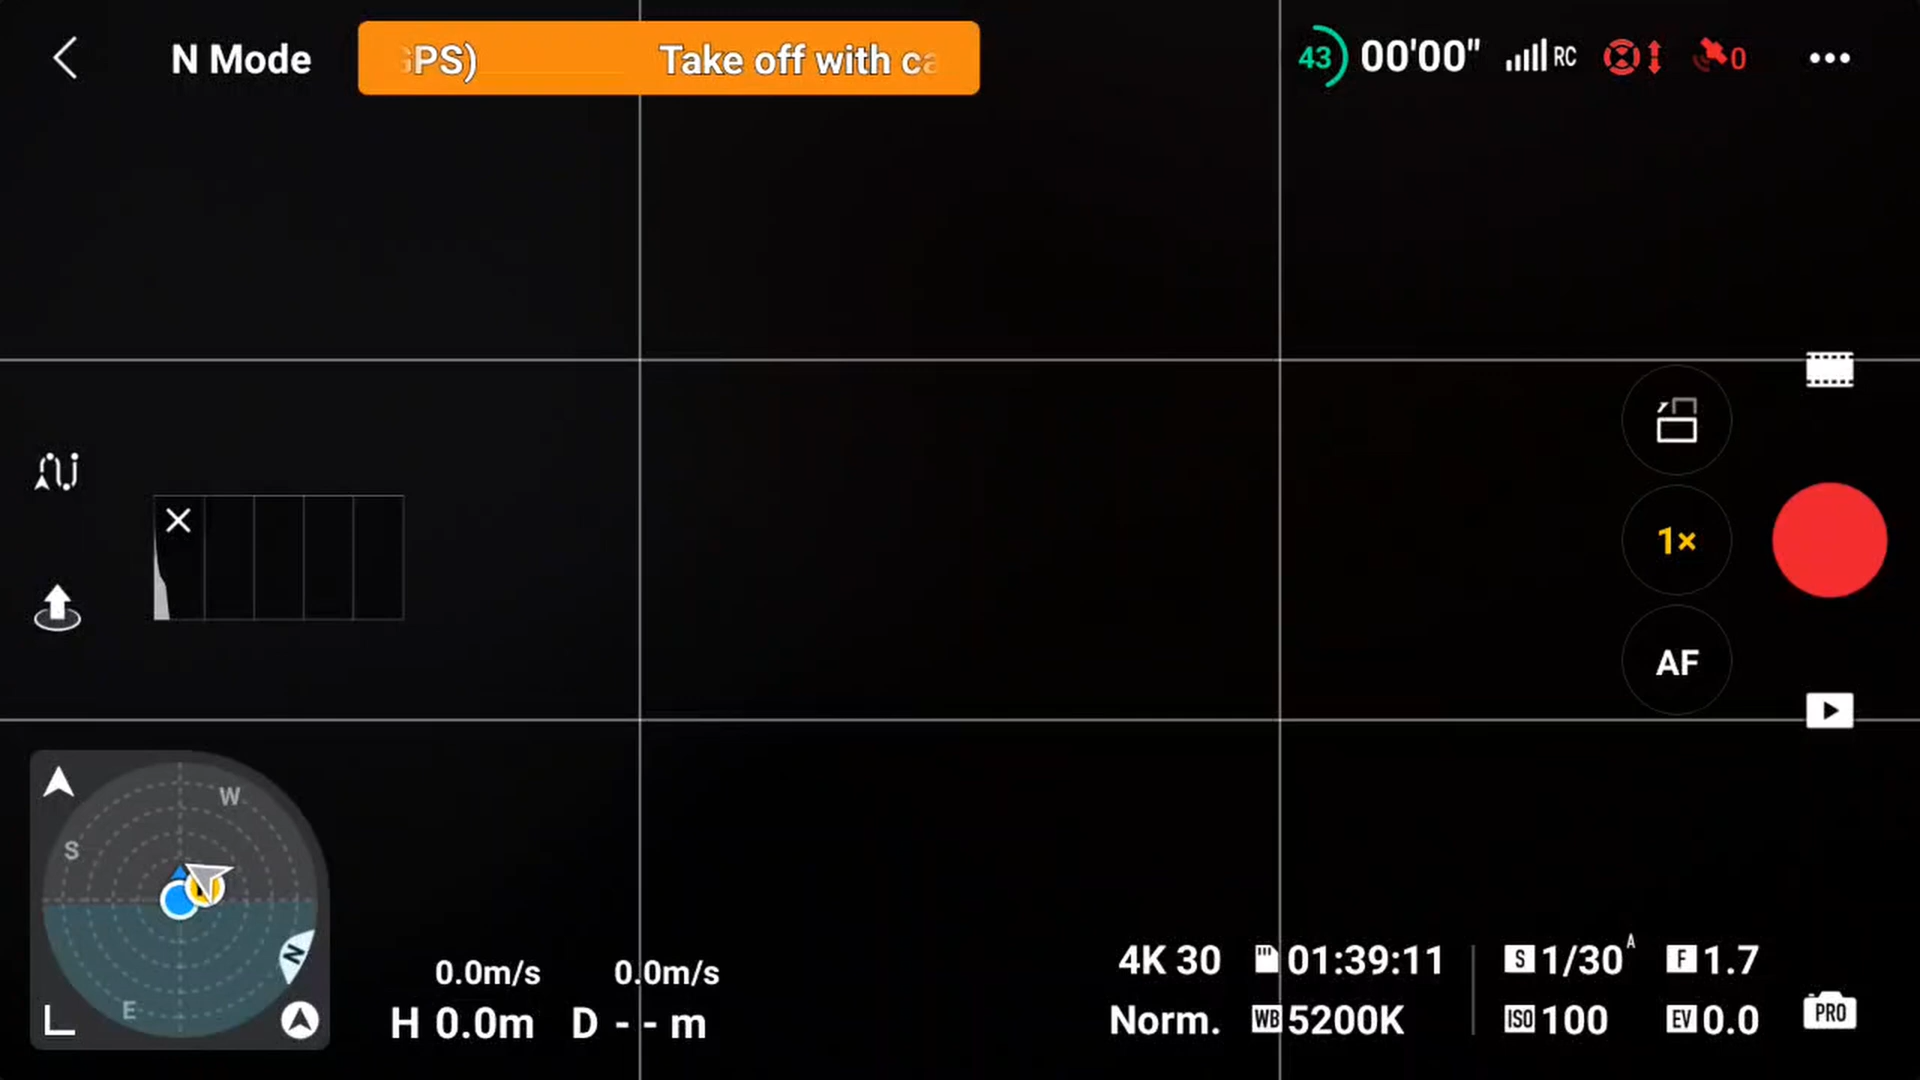 N Mode
PS) Take off with
43 00'00" RC 0
1×
AF
W
S
N
E
0.0m/s 0.0m/s
H 0.0m D - - m
4K 30 01:39:11 S 1/30 A F 1.7
Norm. WB 5200K ISO 100 EV 0.0
PRO